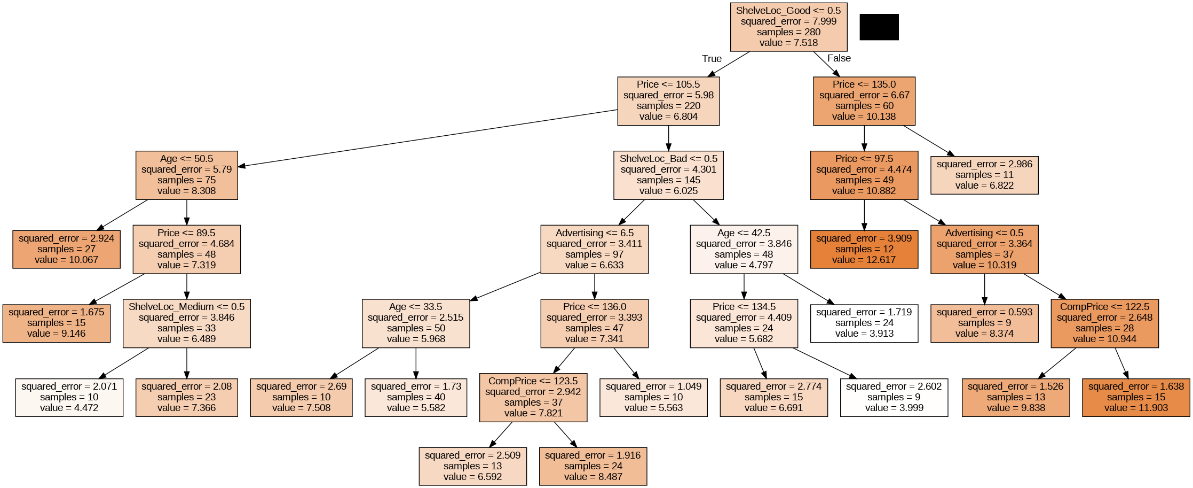 ShelveLoc_Good <= 0.5
squared_error = 7.999
samples = 280
value = 7.518
True
False
Price <= 105.5
squared_error = 5.98
samples = 220
value = 6.804
Price <= 135.0
squared_error = 6.67
samples = 60
value = 10.138
Age <= 50.5
squared_error = 5.79
samples = 75
value = 8.308
ShelveLoc_Bad <= 0.5
squared_error = 4.301
samples = 145
value = 6.025
Price <= 97.5
squared_error = 4.474
samples = 49
value = 10.882
squared_error = 2.986
samples = 11
value = 6.822
squared_error = 2.924
samples = 27
value = 10.067
Price <= 89.5
squared_error = 4.684
samples = 48
value = 7.319
Advertising <= 6.5
squared_error = 3.411
samples = 97
value = 6.633
Age <= 42.5
squared_error = 3.846
samples = 48
value = 4.797
squared_error = 3.909
samples = 12
value = 12.617
Advertising <= 0.5
squared_error = 3.364
samples = 37
value = 10.319
squared_error = 1.675
samples = 15
value = 9.146
ShelveLoc_Medium <= 0.5
squared_error = 3.846
samples = 33
value = 6.489
Age <= 33.5
squared_error = 2.515
samples = 50
value = 5.968
Price <= 136.0
squared_error = 3.393
samples = 47
value = 7.341
Price <= 134.5
squared_error = 4.409
samples = 24
value = 5.682
squared_error = 1.719
samples = 24
value = 3.913
squared_error = 0.593
samples = 9
value = 8.374
CompPrice <= 122.5
squared_error = 2.648
samples = 28
value = 10.944
squared_error = 2.071
samples = 10
value = 4.472
squared_error = 2.08
samples = 23
value = 7.366
squared_error = 2.69
samples = 10
value = 7.508
squared_error = 1.73
samples = 40
value = 5.582
CompPrice <= 123.5
squared_error = 2.942
samples = 37
value = 7.821
squared_error = 1.049
samples = 10
value = 5.563
squared_error = 2.774
samples = 15
value = 6.691
squared_error = 2.602
samples = 9
value = 3.999
squared_error = 1.526
samples = 13
value = 9.838
squared_error = 1.638
samples = 15
value = 11.903
squared_error = 2.509
samples = 13
value = 6.592
squared_error = 1.916
samples = 24
value = 8.487